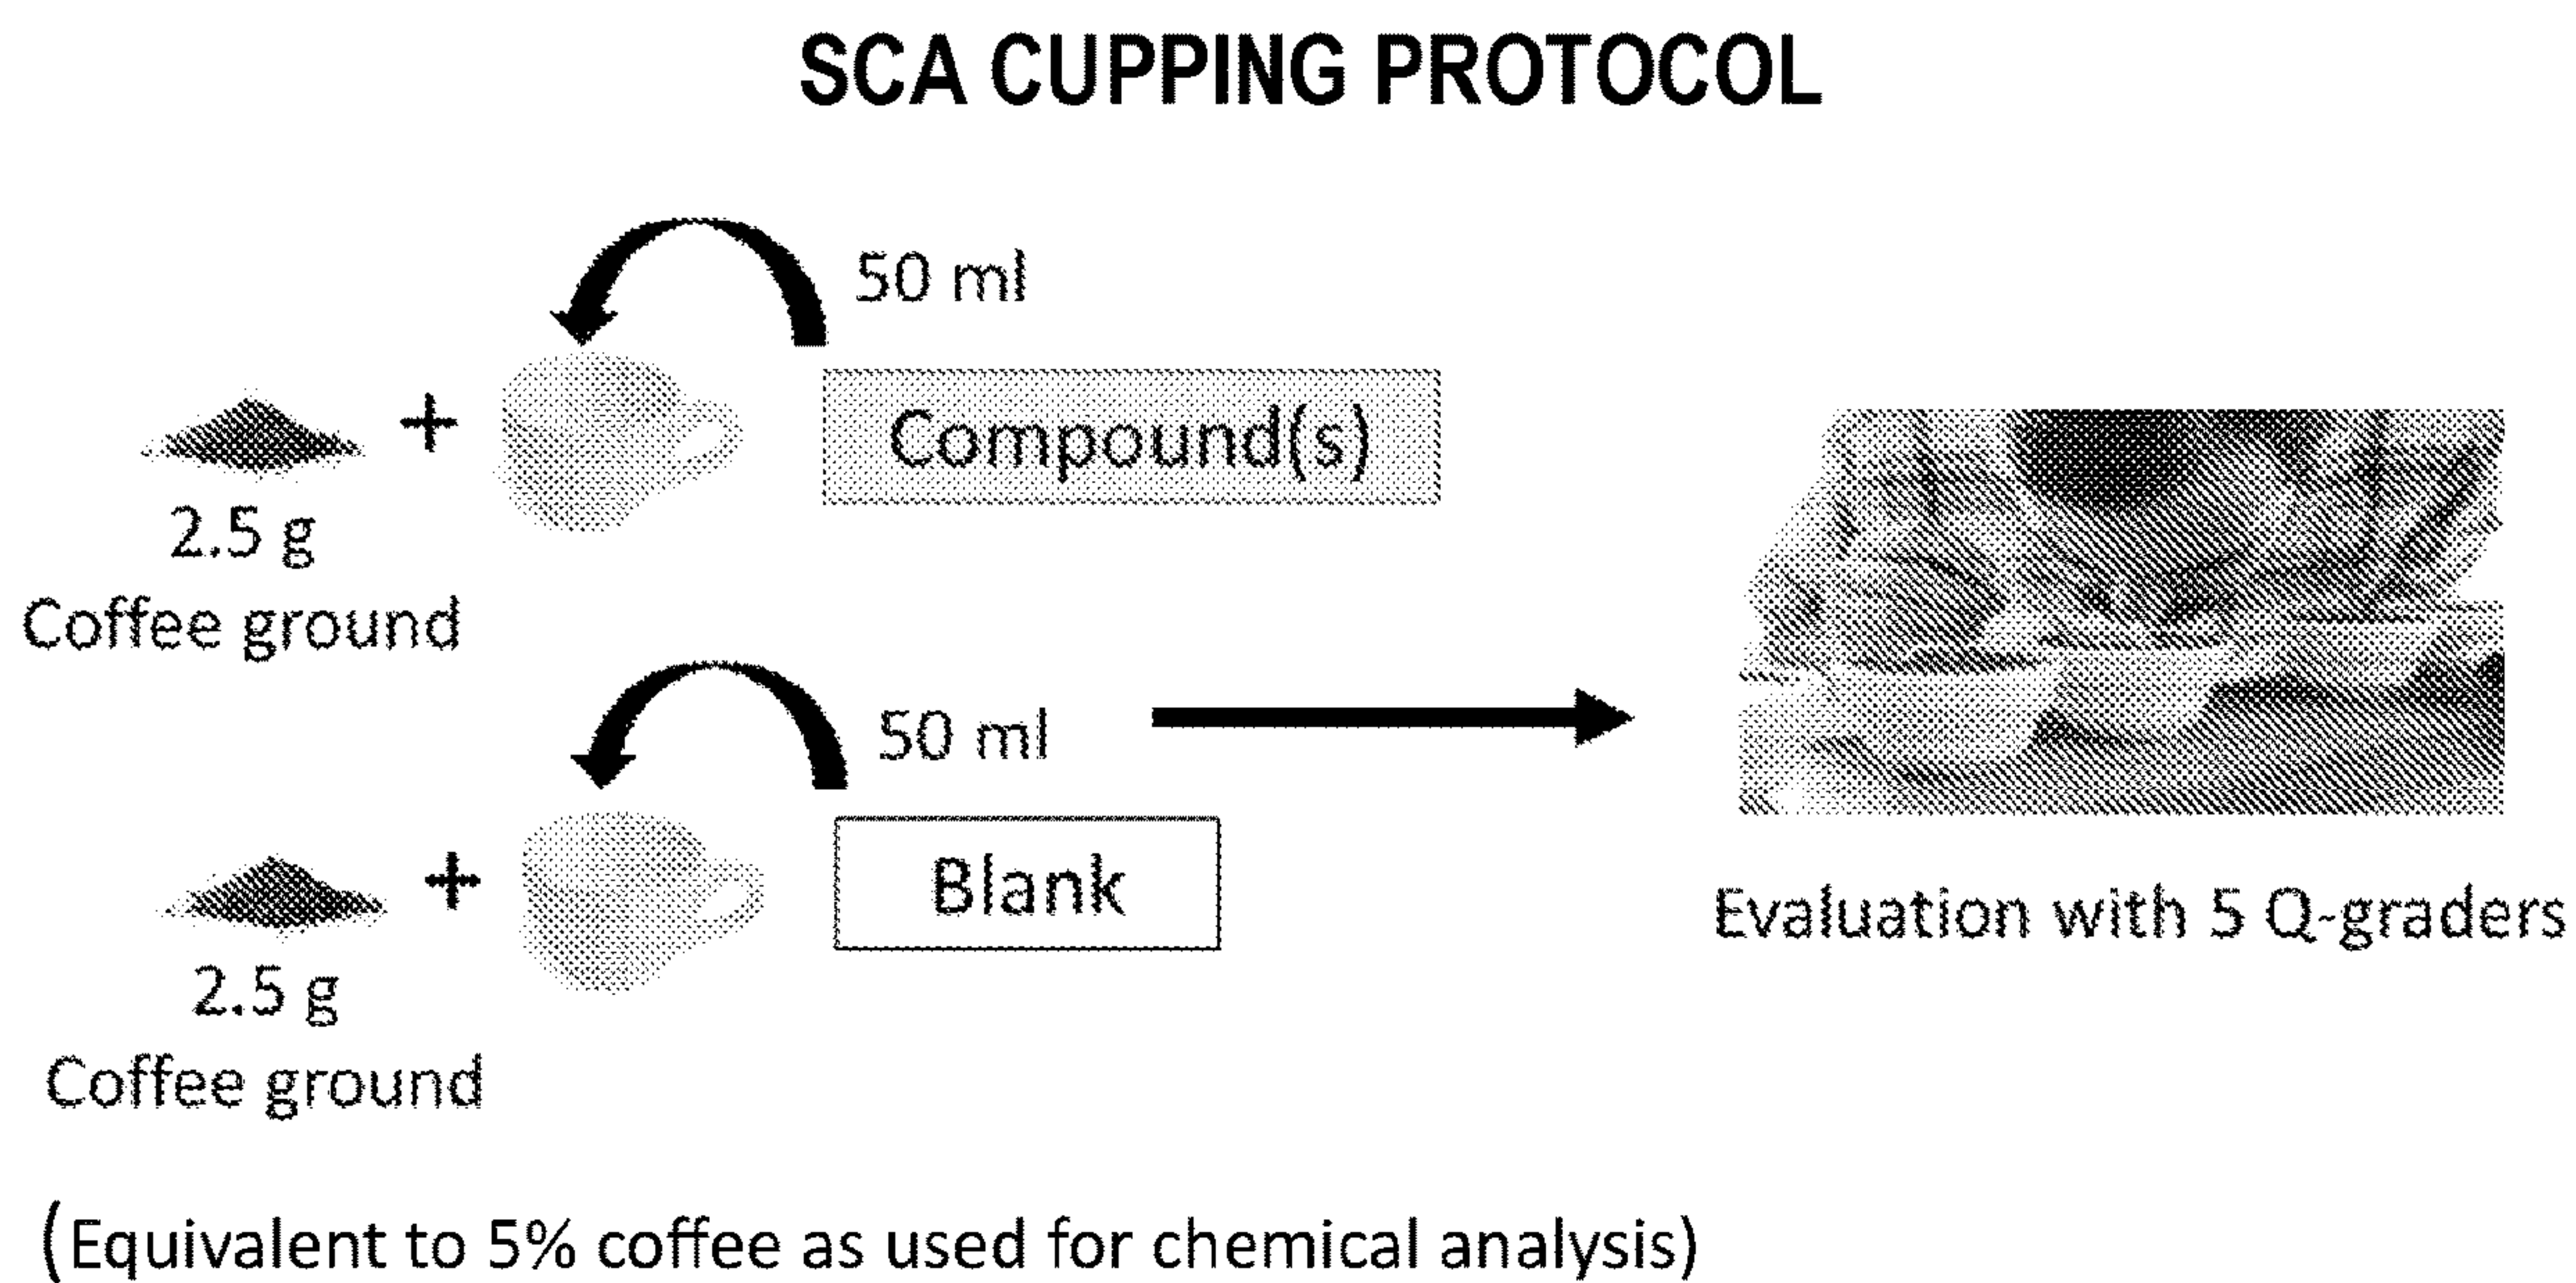 SCA CUPPING PROTOCOL
50 ml
Compound(s)
2.5 g
Coffee ground
50 ml
Blank
2.5 g
Coffee ground
Evaluation with 5 Q-graders
(Equivalent to 5% coffee as used for chemical analysis)